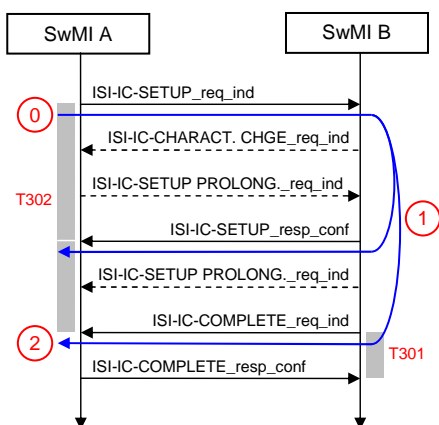 SwMI A
SwMI B
ISI-IC-SETUP_req_ind
0
ISI-IC-CHARACT. CHGE_req_ind
ISI-IC-SETUP PROLONG._req_ind
T302
1
ISI-IC-SETUP_resp_conf
ISI-IC-SETUP PROLONG._req_ind
ISI-IC-COMPLETE_req_ind
2
T301
ISI-IC-COMPLETE_resp_conf